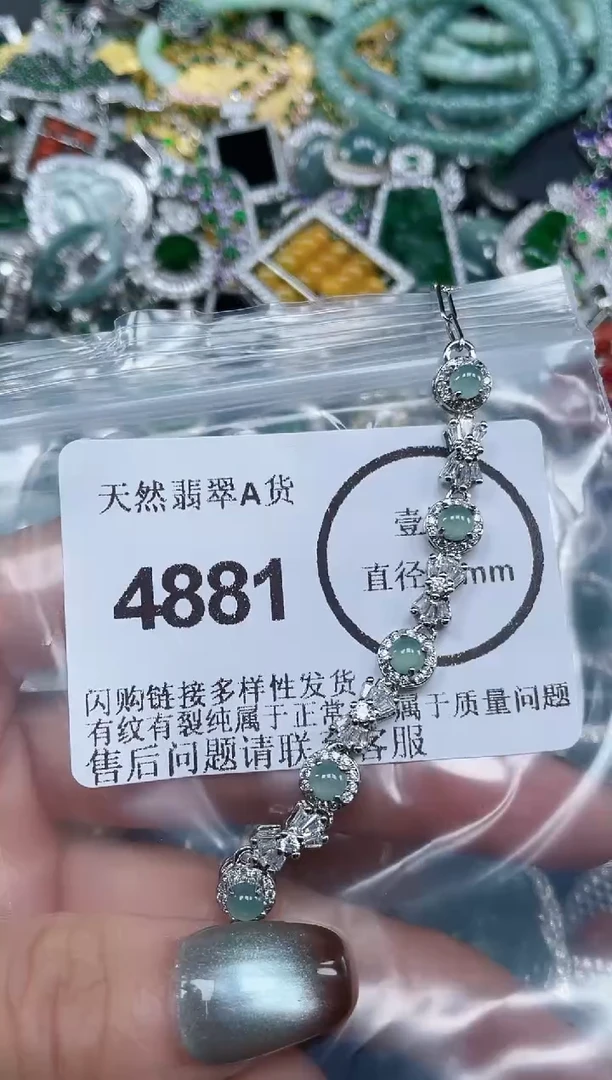 天然翡翠A货
4881
壹
直径 mm
闪购链接多样性发货
有纹有裂纯属于正常 属于质量问题
售后问题请联 客服